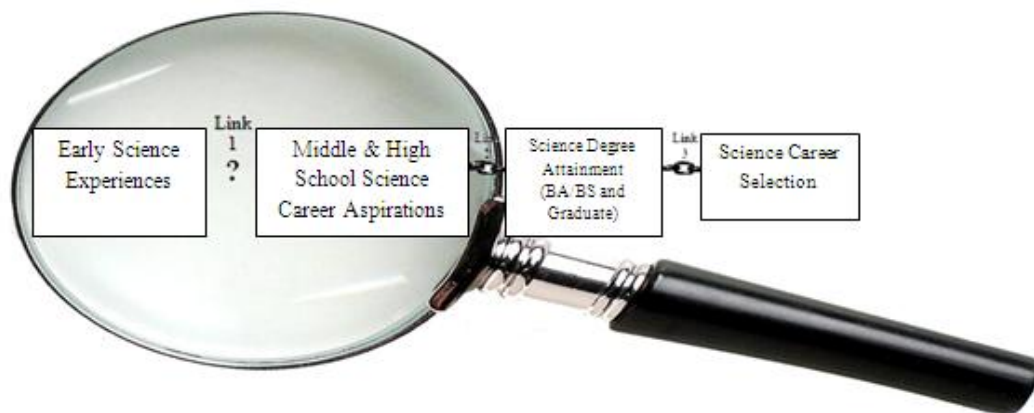 Link
1
?
Early Science
Experiences
Middle & High
School Science
Career Aspirations
Science Degree
Attainment
(BA/BS and
Graduate)
Link
3
Science Career
Selection